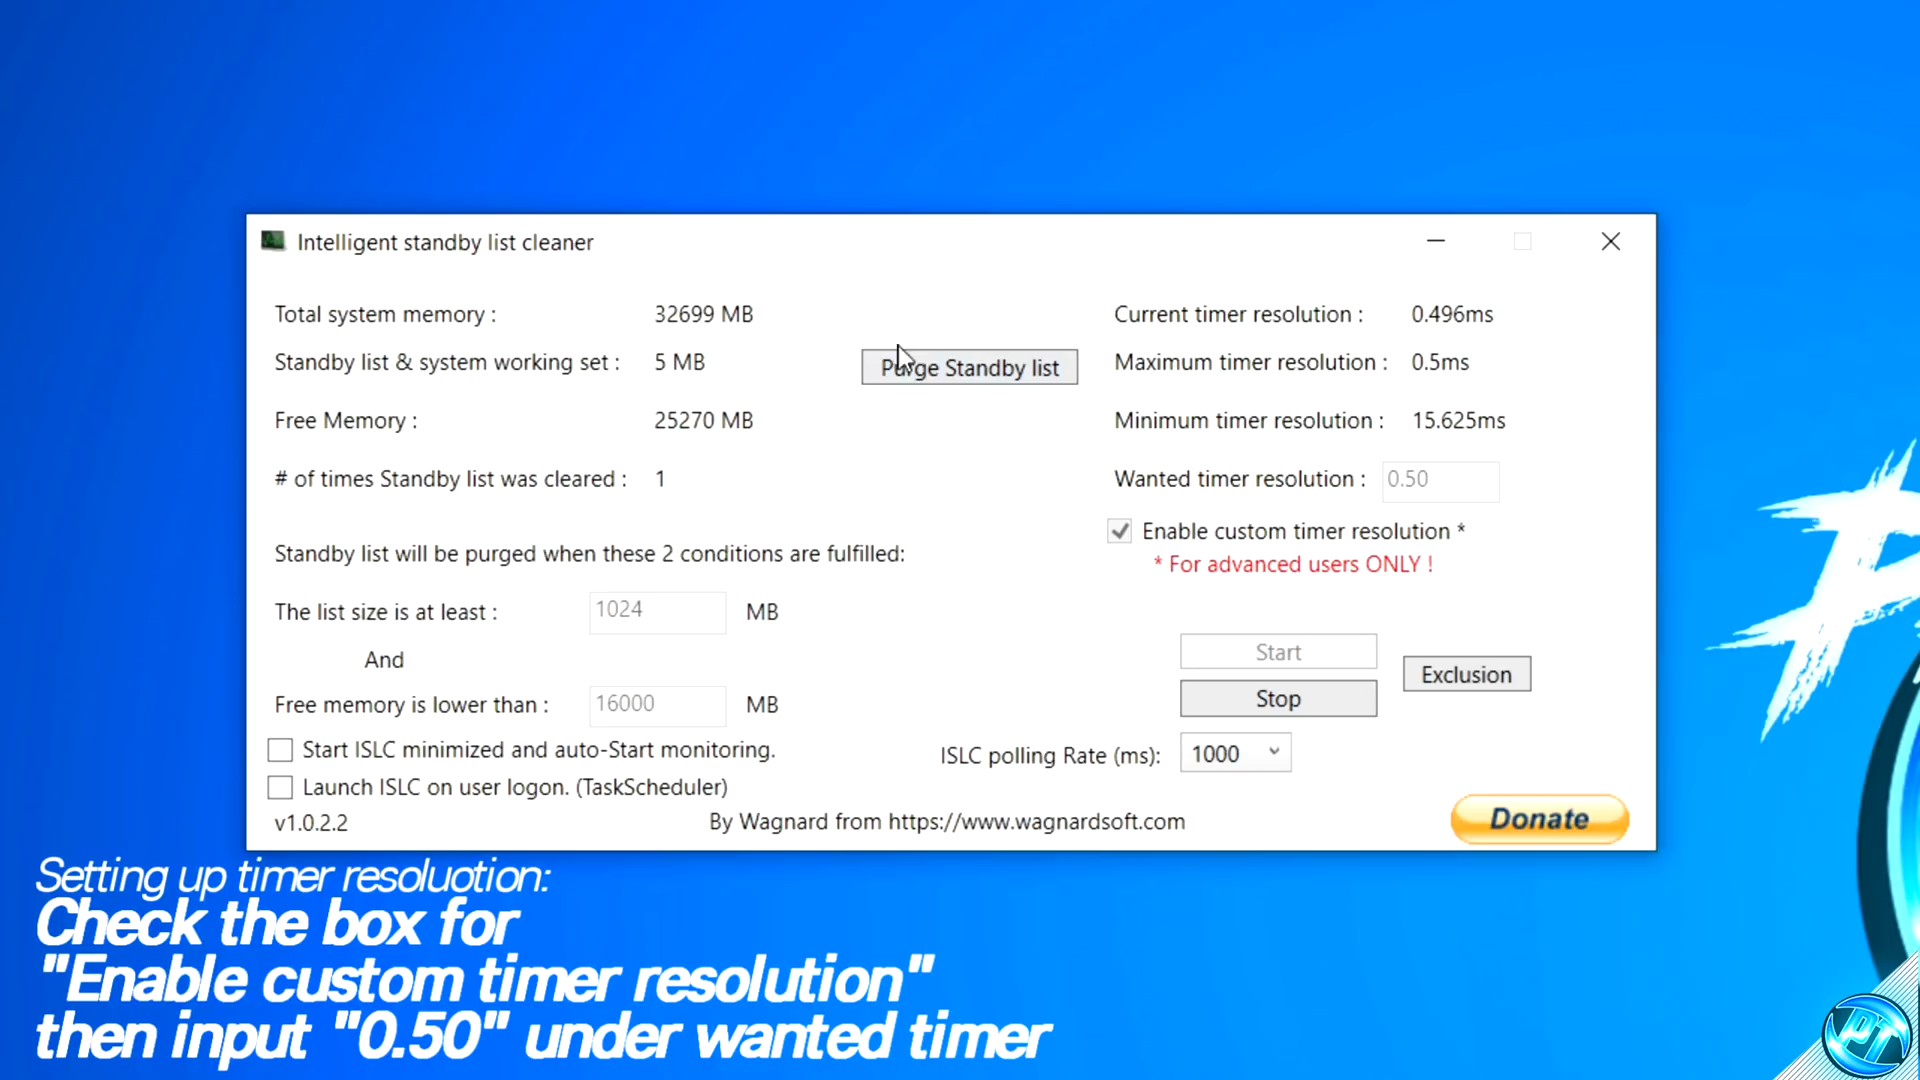 Intelligent standby list cleaner
Total system memory : 32699 MB
Standby list & system working set : 5 MB
Purge Standby list
Free Memory : 25270 MB
# of times Standby list was cleared : 1
Standby list will be purged when these 2 conditions are fulfilled:
The list size is at least : 1024 MB
And
Free memory is lower than : 16000 MB
Start ISLC minimized and auto-Start monitoring.
Launch ISLC on user logon. (TaskScheduler)
v1.0.2.2
Current timer resolution : 0.496ms
Maximum timer resolution : 0.5ms
Minimum timer resolution : 15.625ms
Wanted timer resolution : 0.50
Enable custom timer resolution *
* For advanced users ONLY !
Start
Stop
Exclusion
ISLC polling Rate (ms): 1000
By Wagnard from https://www.wagnardsoft.com
Donate
Setting up timer resoluotion:
Check the box for
"Enable custom timer resolution"
then input "0.50" under wanted timer
PT